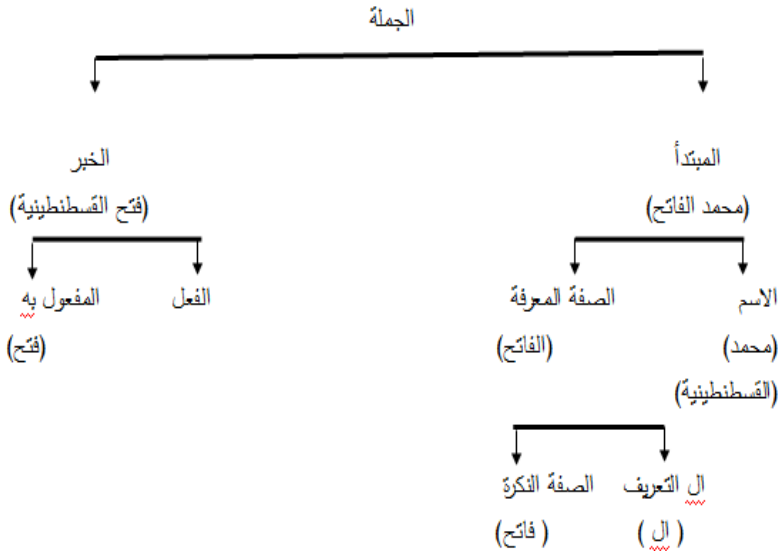 الجملة
المبتدأ الخبر
(محمد الفاتح) (فتح القسطنطينية)
الاسم الصفة المعرفة الفعل المفعول به
(محمد) (الفاتح) (فتح)
(القسطنطينية)
ال التعريف الصفة النكرة
( ال ) ( فاتح)